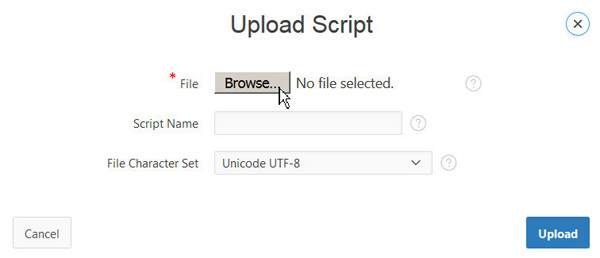 Upload Script
* File Browse... No file selected. ?
Script Name ?
File Character Set Unicode UTF-8 ?
Cancel Upload